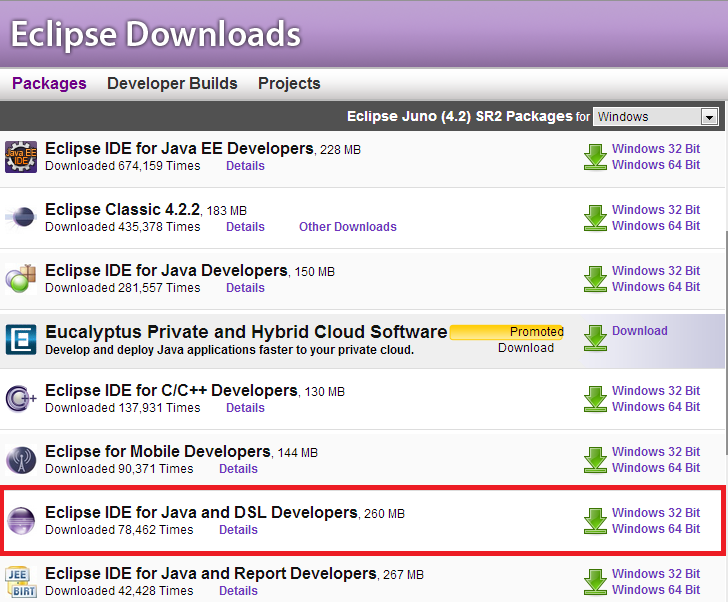 Eclipse Downloads
Packages Developer Builds Projects
Eclipse Juno (4.2) SR2 Packages for Windows
Java EE
IDE
Eclipse IDE for Java EE Developers, 228 MB
Downloaded 674,159 Times Details
Windows 32 Bit
Windows 64 Bit
Eclipse Classic 4.2.2, 183 MB
Downloaded 435,378 Times Details Other Downloads
Windows 32 Bit
Windows 64 Bit
Eclipse IDE for Java Developers, 150 MB
Downloaded 281,557 Times Details
Windows 32 Bit
Windows 64 Bit
E
Eucalyptus Private and Hybrid Cloud Software Promoted
Develop and deploy Java applications faster to your private cloud. Download
Download
C++
Eclipse IDE for C/C++ Developers, 130 MB
Downloaded 137,931 Times Details
Windows 32 Bit
Windows 64 Bit
Eclipse for Mobile Developers, 144 MB
Downloaded 90,371 Times Details
Windows 32 Bit
Windows 64 Bit
Eclipse IDE for Java and DSL Developers, 260 MB
Downloaded 78,462 Times Details
Windows 32 Bit
Windows 64 Bit
JEE
BIRT
Eclipse IDE for Java and Report Developers, 267 MB
Downloaded 42,428 Times Details
Windows 32 Bit
Windows 64 Bit